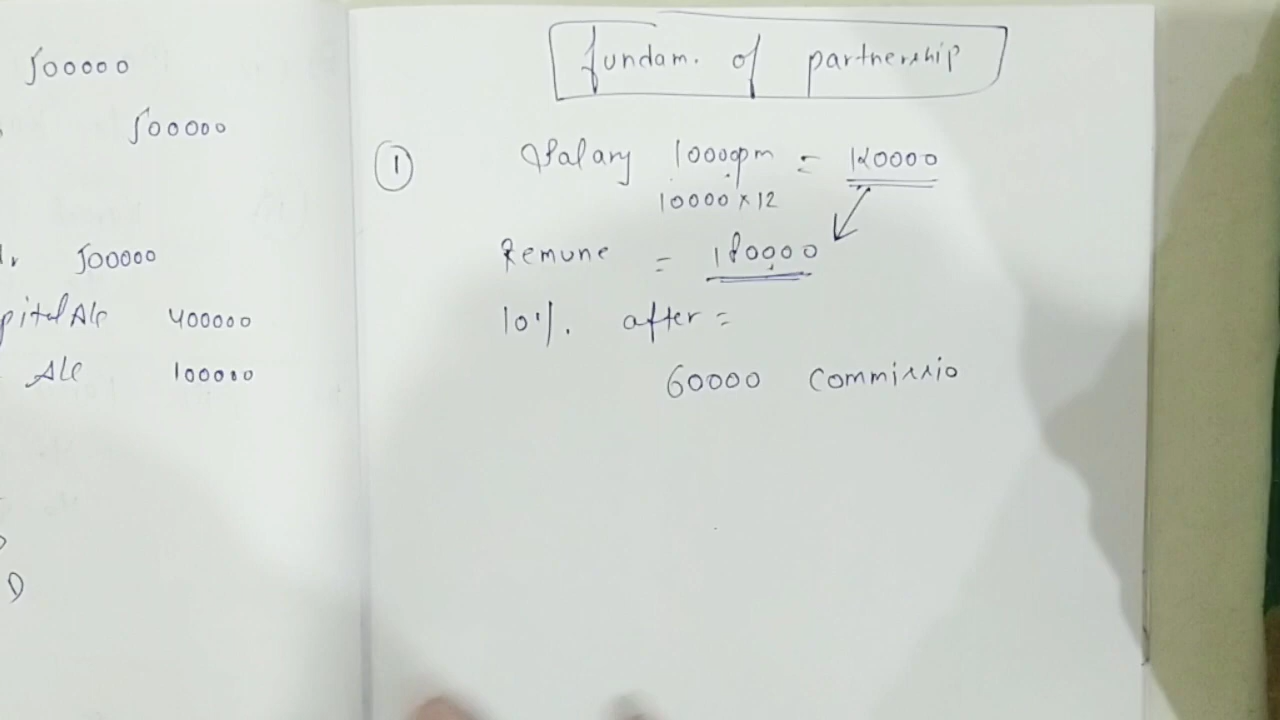 500000
500000
500000
pital A/c 400000
A/c 100000
D
fundam. of partnership
1 Salary 10000pm = 120000
10000 x 12
Remune = 180000
10%. after =
60000 Commissio